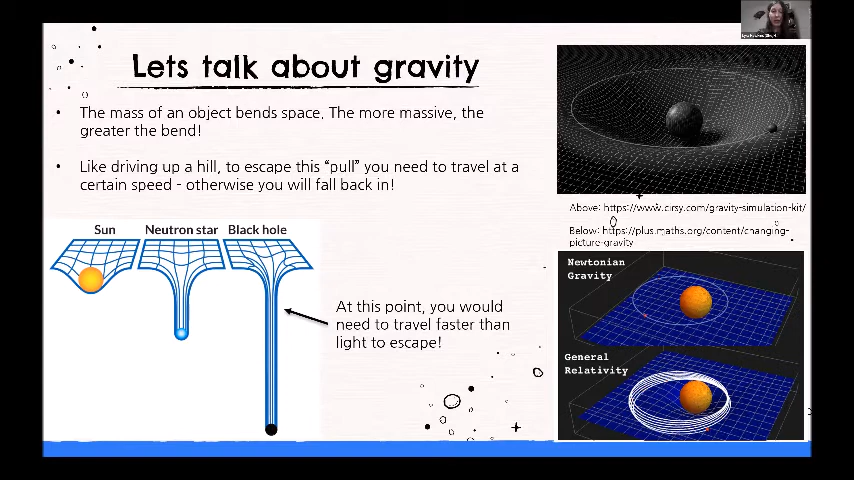 Lets talk about gravity
• The mass of an object bends space. The more massive, the
greater the bend!
• Like driving up a hill, to escape this “pull” you need to travel at a
certain speed - otherwise you will fall back in!
Sun
Neutron star
Black hole
At this point, you would
need to travel faster than
light to escape!
Above: https://www.cirsy.com/gravity-simulation-kit/
Below: https://plus.maths.org/content/changing-
picture-gravity
Newtonian
Gravity
General
Relativity